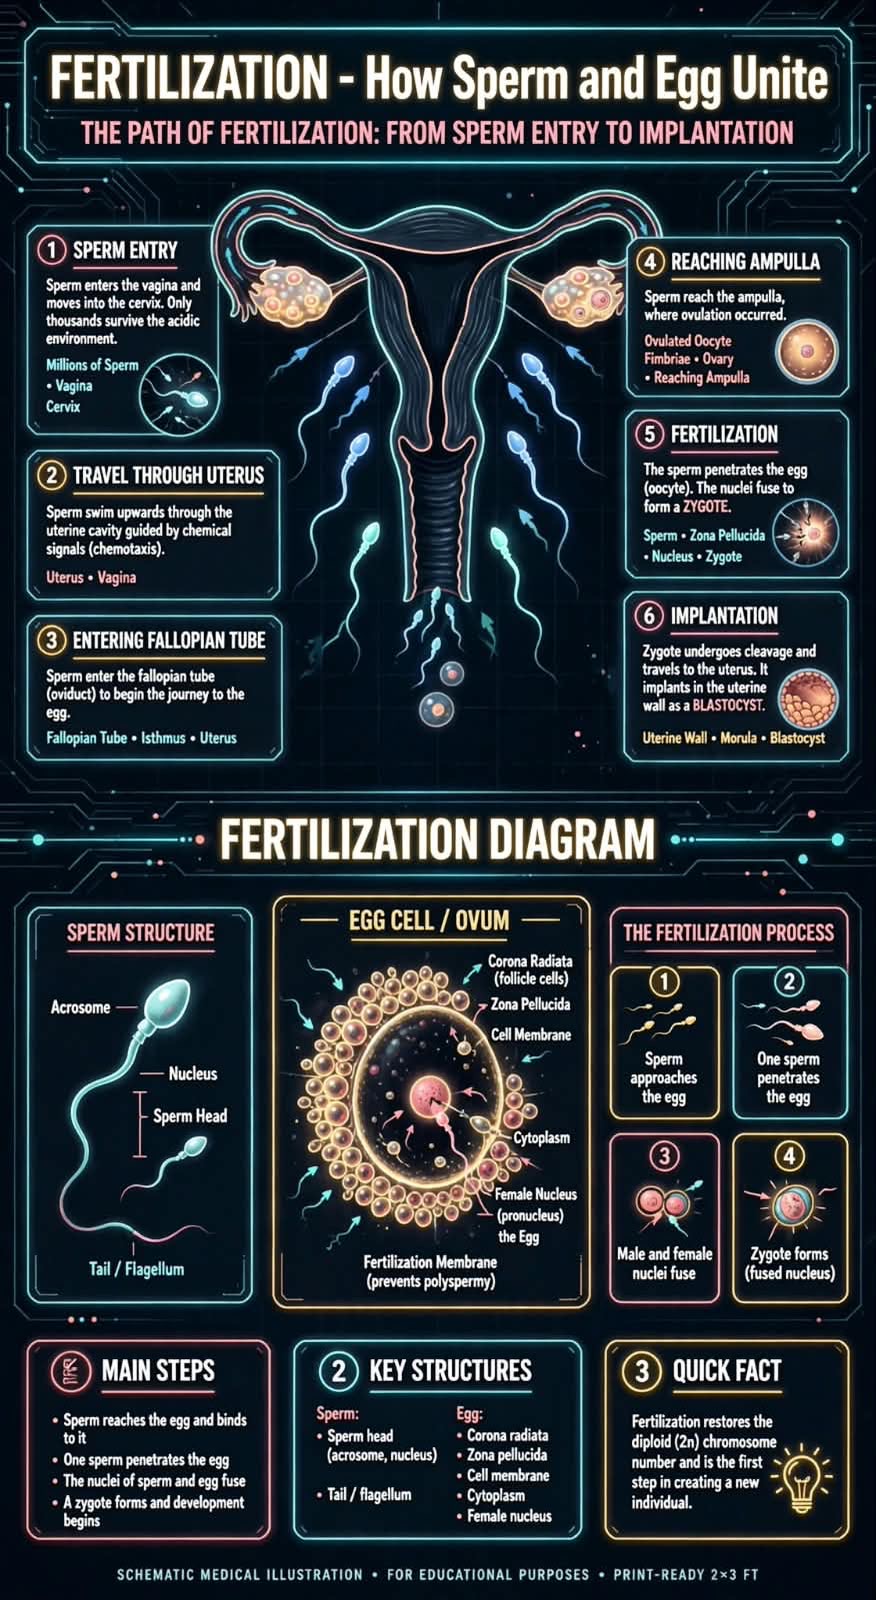 FERTILIZATION - How Sperm and Egg Unite
THE PATH OF FERTILIZATION: FROM SPERM ENTRY TO IMPLANTATION
1 SPERM ENTRY
Sperm enters the vagina and
moves into the cervix. Only
thousands survive the acidic
environment.
Millions of Sperm
• Vagina
Cervix
2 TRAVEL THROUGH UTERUS
Sperm swim upwards through the
uterine cavity guided by chemical
signals (chemotaxis).
Uterus • Vagina
3 ENTERING FALLOPIAN TUBE
Sperm enter the fallopian tube
(oviduct) to begin the journey to the
egg.
Fallopian Tube • Isthmus • Uterus
4 REACHING AMPULLA
Sperm reach the ampulla,
where ovulation occurred.
Ovulated Oocyte
Fimbriae • Ovary
• Reaching Ampulla
5 FERTILIZATION
The sperm penetrates the egg
(oocyte). The nuclei fuse to
form a ZYGOTE.
Sperm • Zona Pellucida
• Nucleus • Zygote
6 IMPLANTATION
Zygote undergoes cleavage and
travels to the uterus. It
implants in the uterine
wall as a BLASTOCYST.
Uterine Wall • Morula • Blastocyst
FERTILIZATION DIAGRAM
SPERM STRUCTURE
Acrosome
Nucleus
Sperm Head
Tail / Flagellum
EGG CELL / OVUM
Corona Radiata
(follicle cells)
Zona Pellucida
Cell Membrane
Cytoplasm
Female Nucleus
(pronucleus)
the Egg
Fertilization Membrane
(prevents polyspermy)
THE FERTILIZATION PROCESS
1
Sperm
approaches
the egg
2
One sperm
penetrates
the egg
3
Male and female
nuclei fuse
4
Zygote forms
(fused nucleus)
MAIN STEPS
• Sperm reaches the egg and binds
to it
• One sperm penetrates the egg
• The nuclei of sperm and egg fuse
• A zygote forms and development
begins
2 KEY STRUCTURES
Sperm:
• Sperm head
(acrosome, nucleus)
• Tail / flagellum
Egg:
• Corona radiata
• Zona pellucida
• Cell membrane
• Cytoplasm
• Female nucleus
3 QUICK FACT
Fertilization restores the
diploid (2n) chromosome
number and is the first
step in creating a new
individual.
SCHEMATIC MEDICAL ILLUSTRATION • FOR EDUCATIONAL PURPOSES • PRINT-READY 2×3 FT